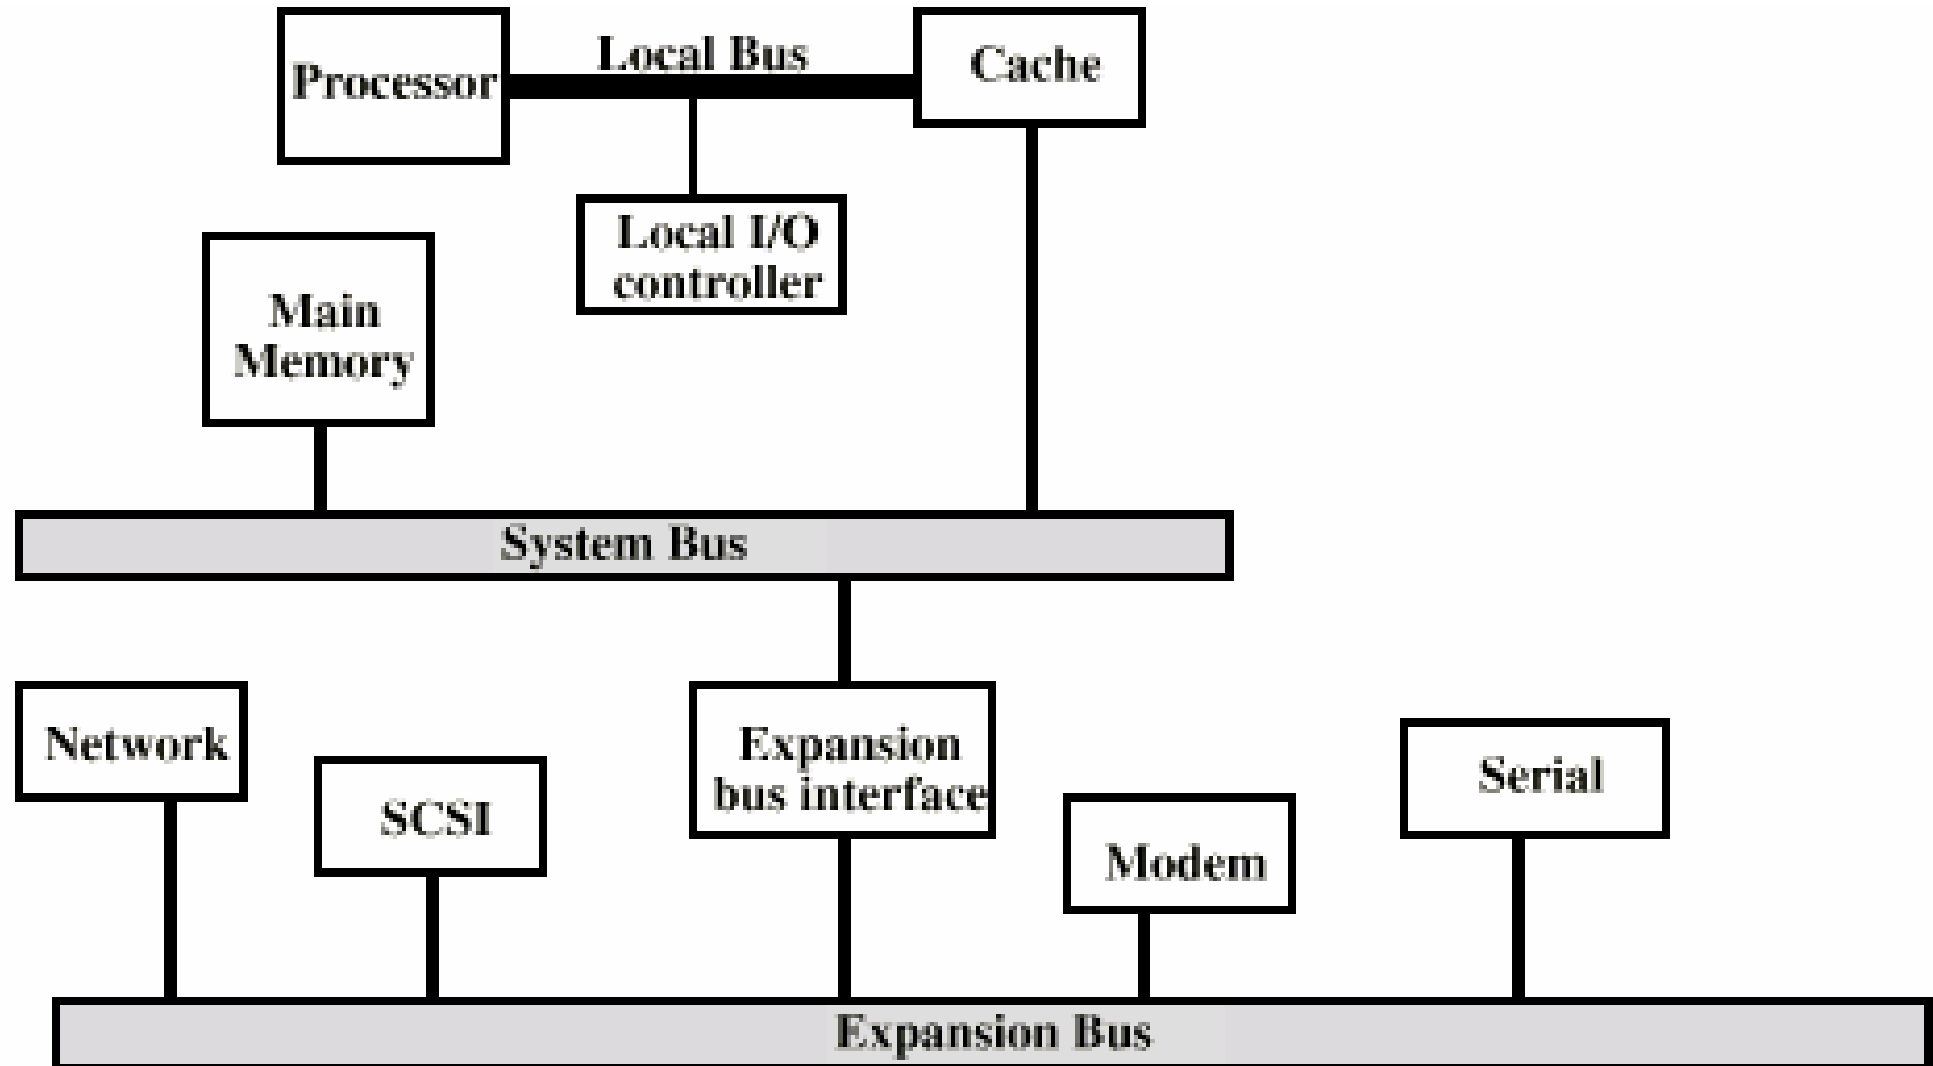 Local Bus
Cache
Processor
Local I/O
controller
Main
Memory
System Bus
Network
Expansion
bus interface
SCSI
Serial
Modem
Expansion Bus